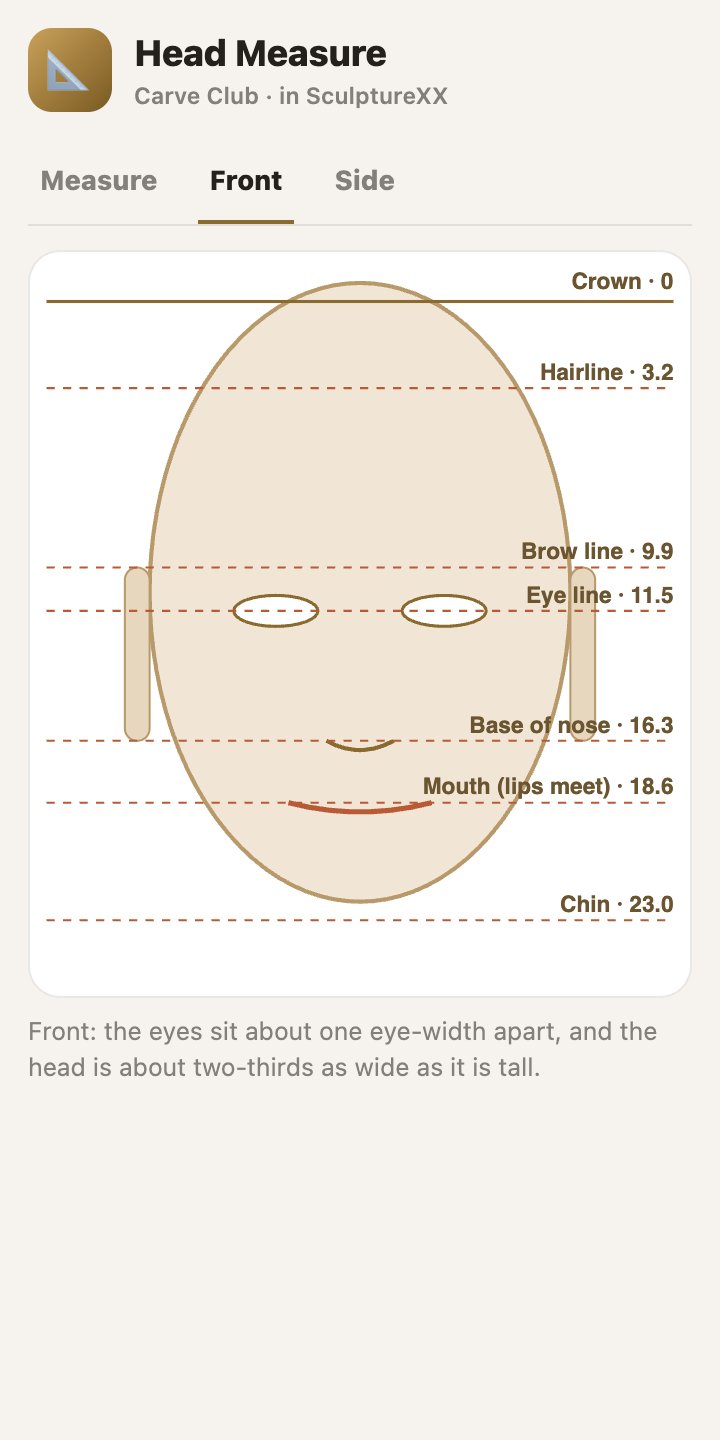 Head Measure
Carve Club · in SculptureXX
Measure Front Side
Crown · 0
Hairline · 3.2
Brow line · 9.9
Eye line · 11.5
Base of nose · 16.3
Mouth (lips meet) · 18.6
Chin · 23.0
Front: the eyes sit about one eye-width apart, and the
head is about two-thirds as wide as it is tall.